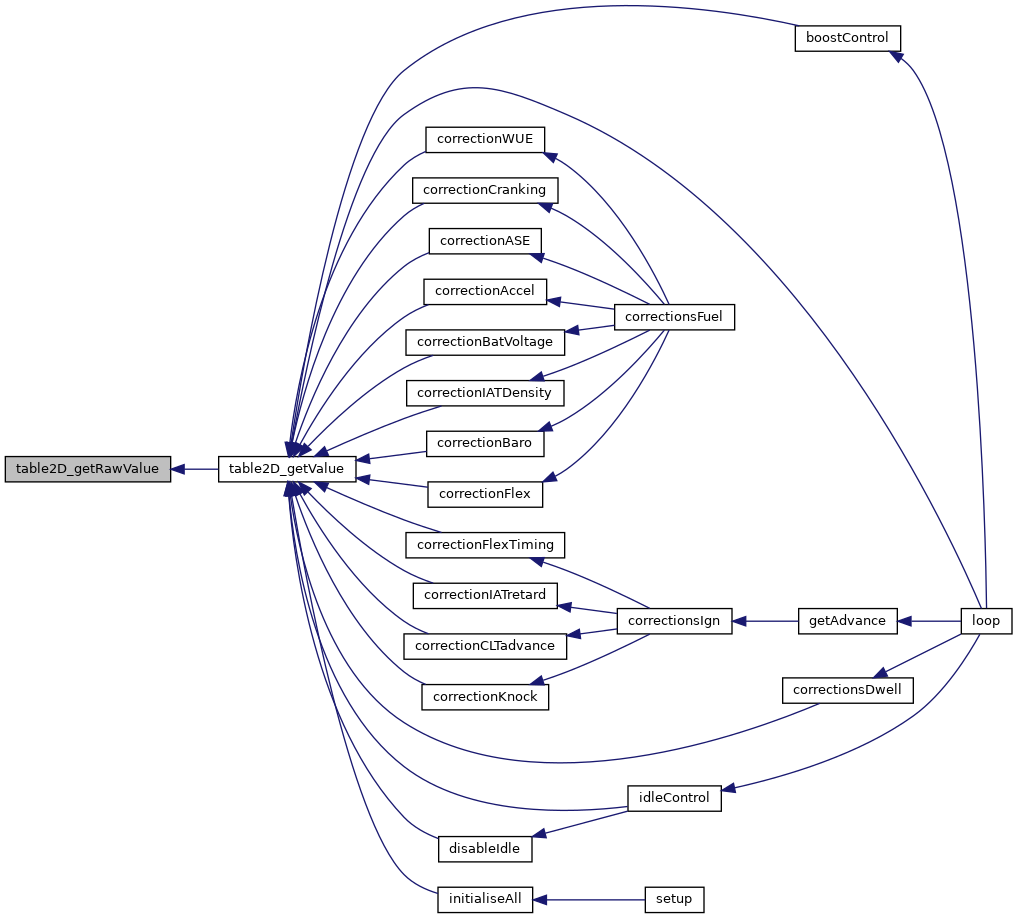 boostControl
correctionWUE
correctionCranking
correctionASE
correctionAccel
correctionsFuel
correctionBatVoltage
correctionIATDensity
correctionBaro
table2D_getRawValue
table2D_getValue
correctionFlex
correctionFlexTiming
correctionIATretard
correctionsIgn
getAdvance
loop
correctionCLTadvance
correctionsDwell
correctionKnock
idleControl
disableIdle
initialiseAll
setup